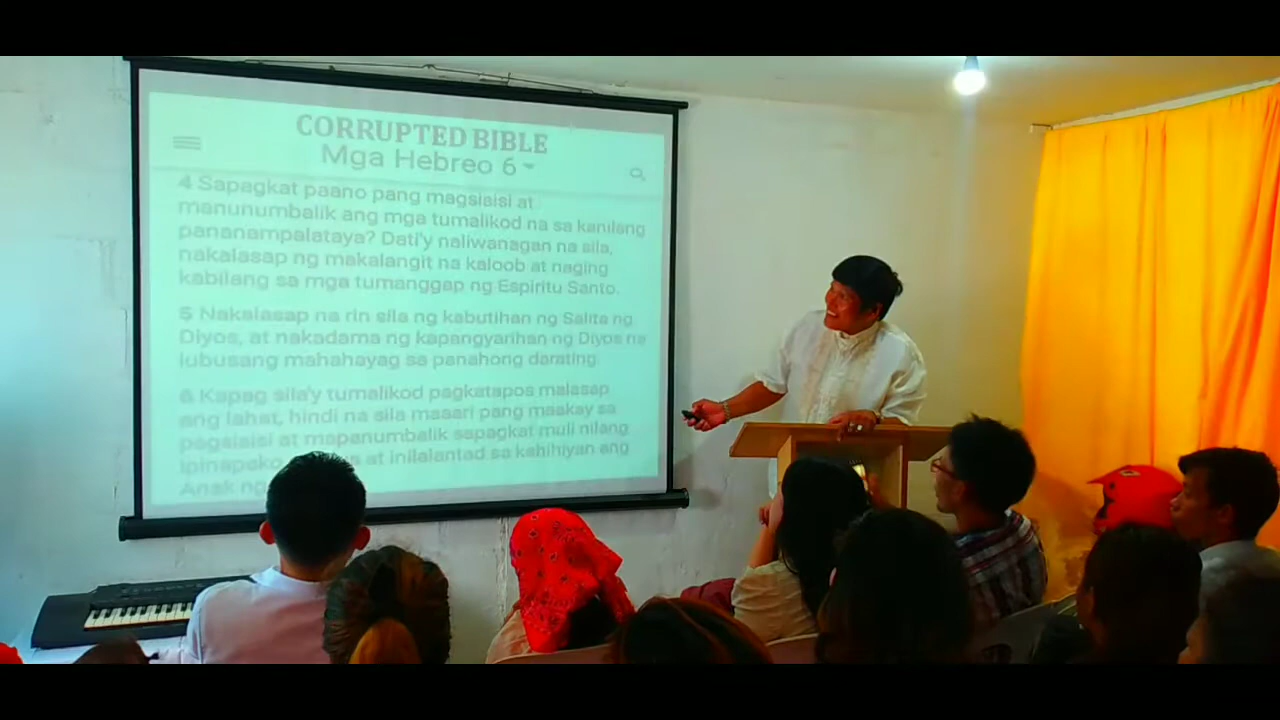 CORRUPTED BIBLE
Mga Hebreo 6
4 Sapagkat paano pang magsisisi at
manunumbalik ang mga tumalikod na sa kanilang
pananampalataya? Dati'y naliwanagan na sila,
nakalasap ng makalangit na kaloob at naging
kabilang sa mga tumanggap ng Espiritu Santo.
5 Nakalasap na rin sila ng kabutihan ng Salita ng
Diyos, at nakadama ng kapangyarihan ng Diyos na
lubusang mahahayag sa panahong darating.
6 Kapag sila'y tumalikod pagkatapos malasap
ang lahat, hindi na sila maaari pang maakay sa
pagsisisi at mapanumbalik sapagkat muli nilang
ipinapako at inilalantad sa kahihiyan ang
Anak ng